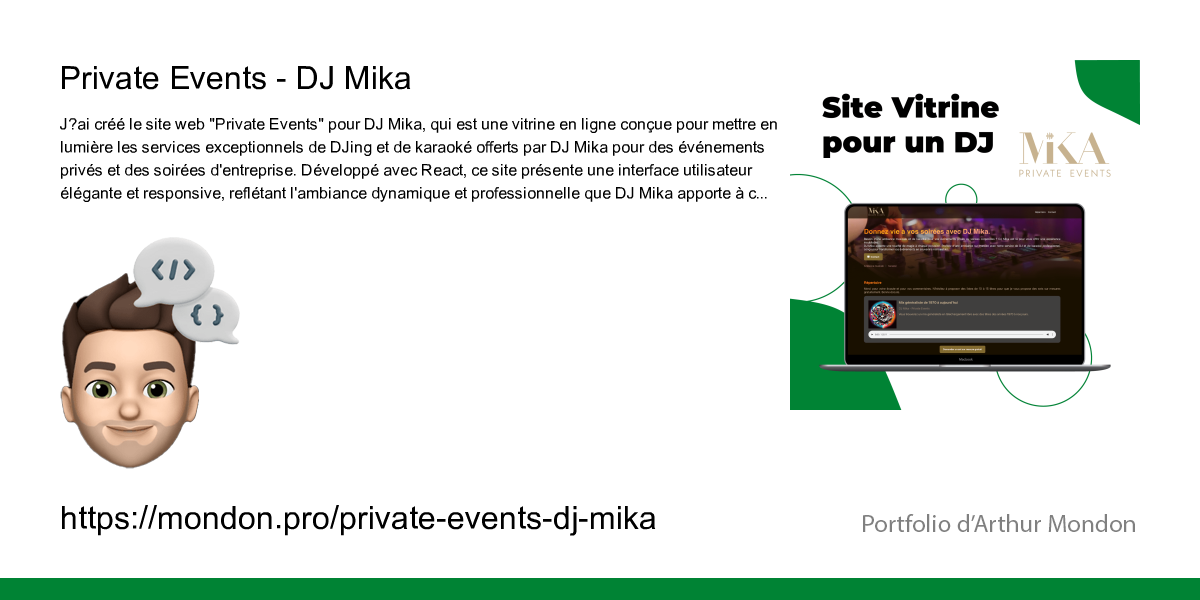 Private Events - DJ Mika
J?ai créé le site web "Private Events" pour DJ Mika, qui est une vitrine en ligne conçue pour mettre en
lumière les services exceptionnels de DJing et de karaoké offerts par DJ Mika pour des événements
privés et des soirées d'entreprise. Développé avec React, ce site présente une interface utilisateur
élégante et responsive, reflétant l'ambiance dynamique et professionnelle que DJ Mika apporte à c...
Site Vitrine
pour un DJ
MiKA
PRIVATE EVENTS
MiKA
Donnez vie à vos soirées avec DJ Mika
Répertoire
</>
{ }
https://mondon.pro/private-events-dj-mika
Portfolio d’Arthur Mondon